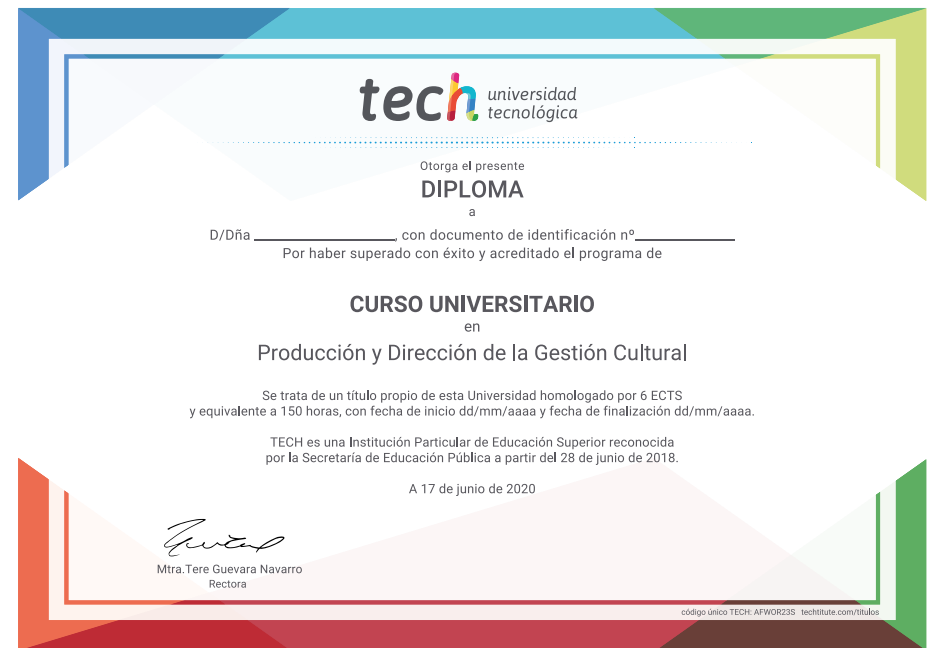 tech universidad
tecnológica
Otorga el presente
DIPLOMA
a
D/Dña ____________________, con documento de identificación nº______________
Por haber superado con éxito y acreditado el programa de
CURSO UNIVERSITARIO
en
Producción y Dirección de la Gestión Cultural
Se trata de un título propio de esta Universidad homologado por 6 ECTS
y equivalente a 150 horas, con fecha de inicio dd/mm/aaaa y fecha de finalización dd/mm/aaaa.
TECH es una Institución Particular de Educación Superior reconocida
por la Secretaría de Educación Pública a partir del 28 de junio de 2018.
A 17 de junio de 2020
Mtra.Tere Guevara Navarro
Rectora
código único TECH: AFWOR23S techtitute.com/titulos